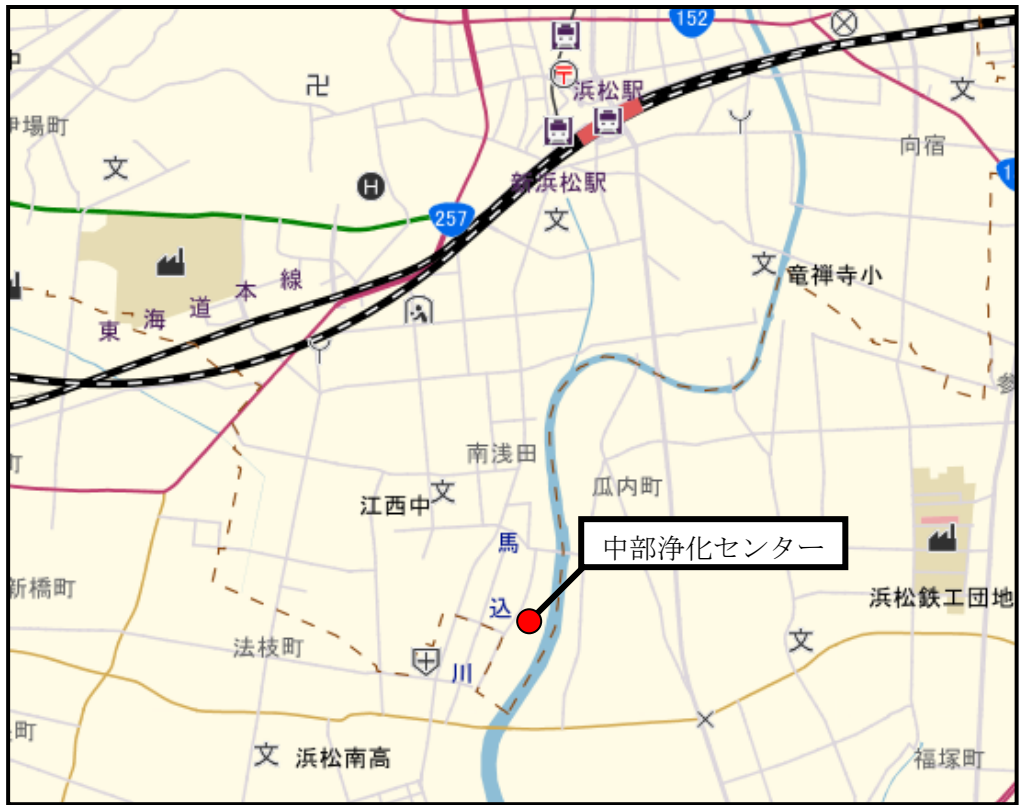 152
浜松駅
伊場町
向宿
新浜松駅
257
竜禅寺小
東海道本線
南浅田
瓜内町
江西中
中部浄化センター
馬込川
新橋町
浜松鉄工団地
法枝町
浜松南高
福塚町
町
町